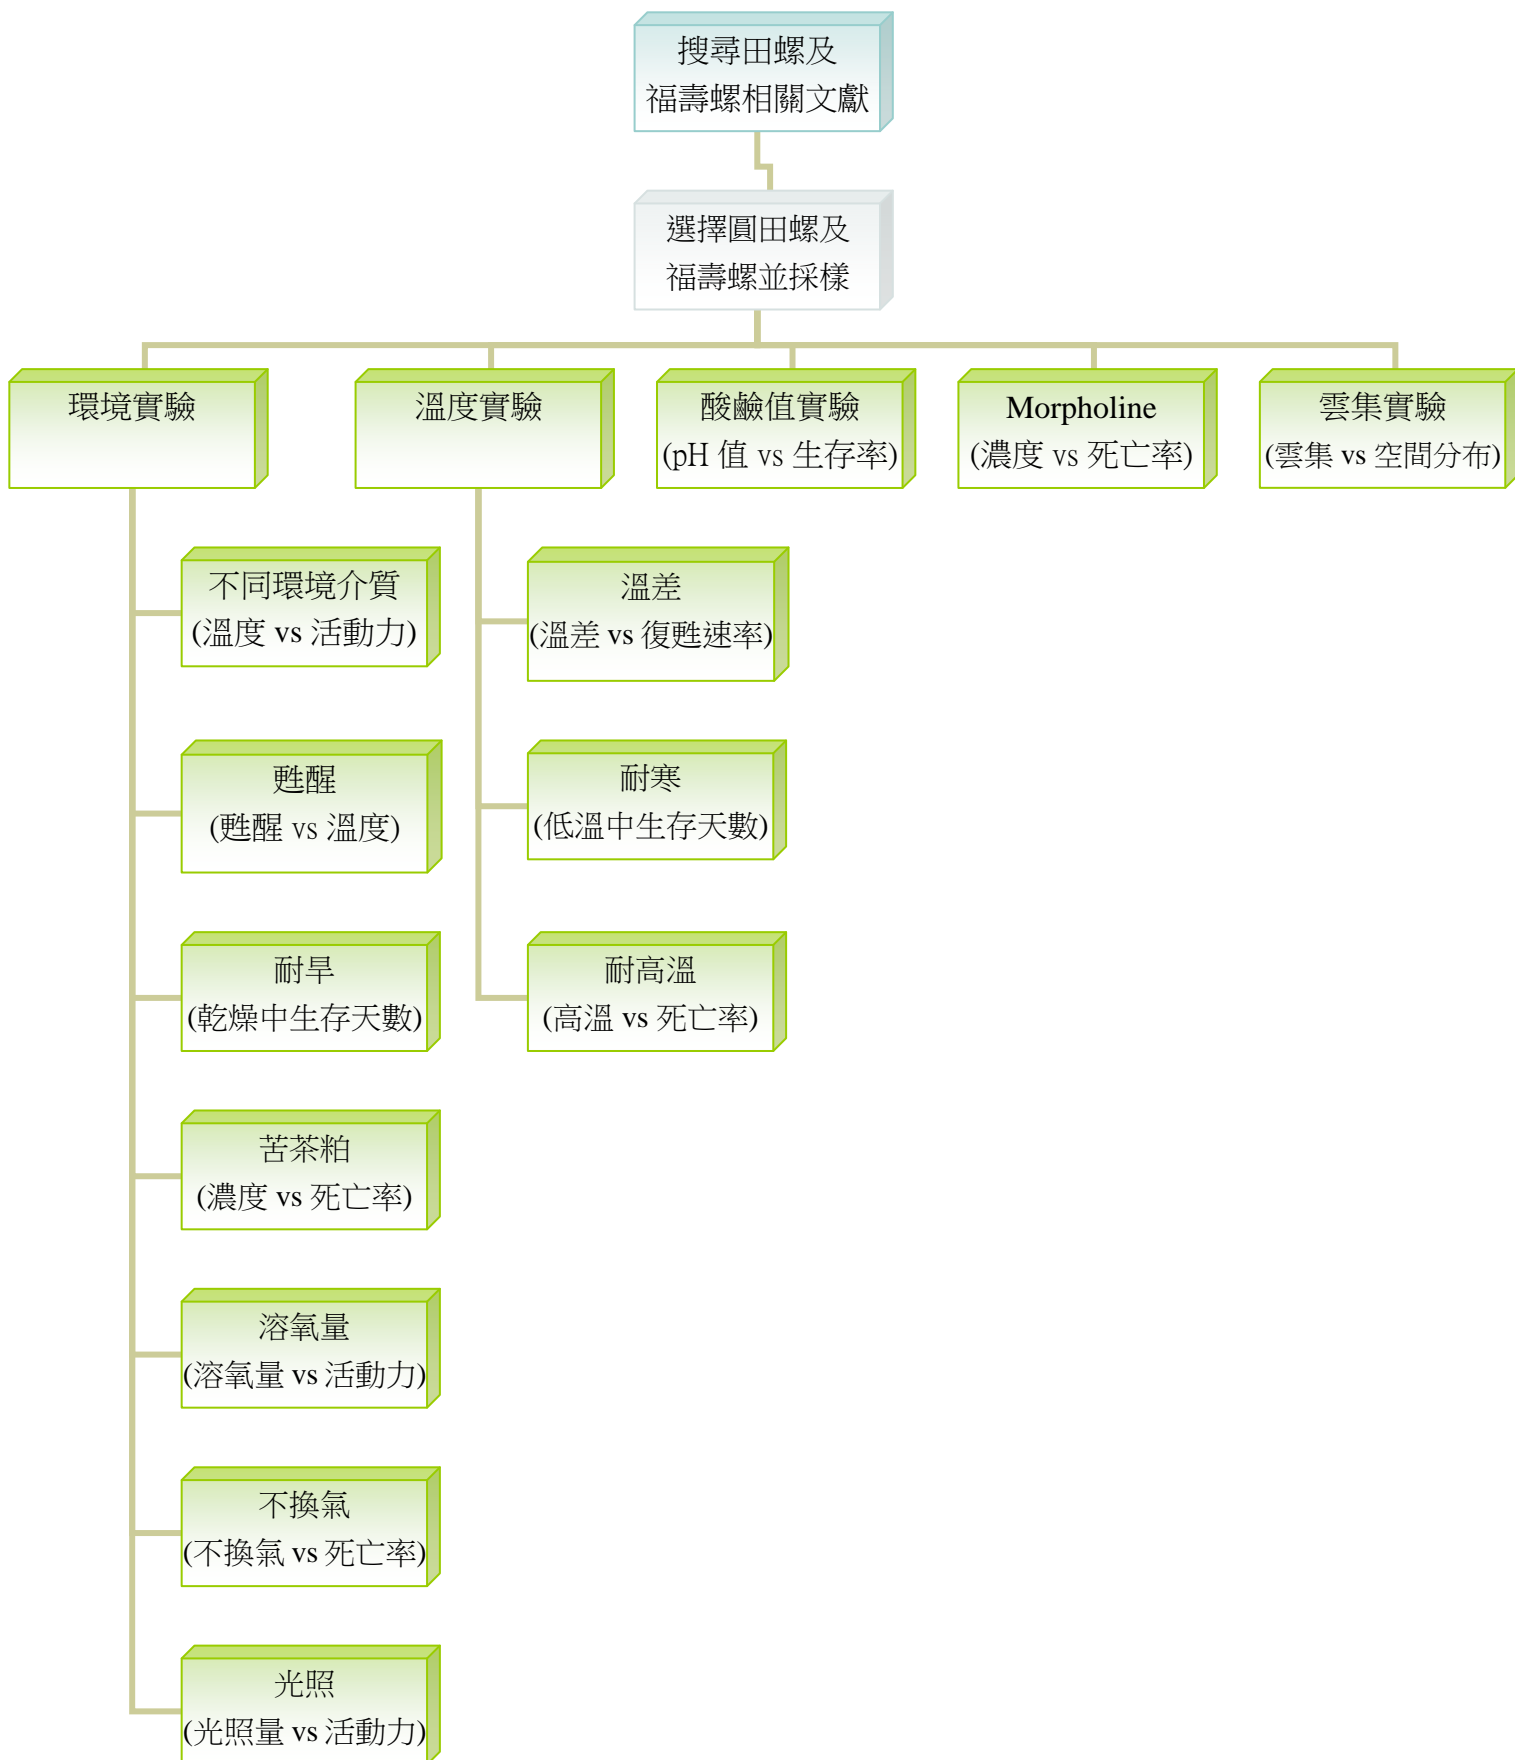 搜尋田螺及
福壽螺相關文獻
選擇圓田螺及
福壽螺並採樣
環境實驗
溫度實驗
酸鹼值實驗
(pH 值 vs 生存率)
Morpholine
(濃度 vs 死亡率)
雲集實驗
(雲集 vs 空間分布)
不同環境介質
(溫度 vs 活動力)
甦醒
(甦醒 vs 溫度)
耐旱
(乾燥中生存天數)
苦茶粕
(濃度 vs 死亡率)
溶氧量
(溶氧量 vs 活動力)
不換氣
(不換氣 vs 死亡率)
光照
(光照量 vs 活動力)
溫差
(溫差 vs 復甦速率)
耐寒
(低溫中生存天數)
耐高溫
(高溫 vs 死亡率)